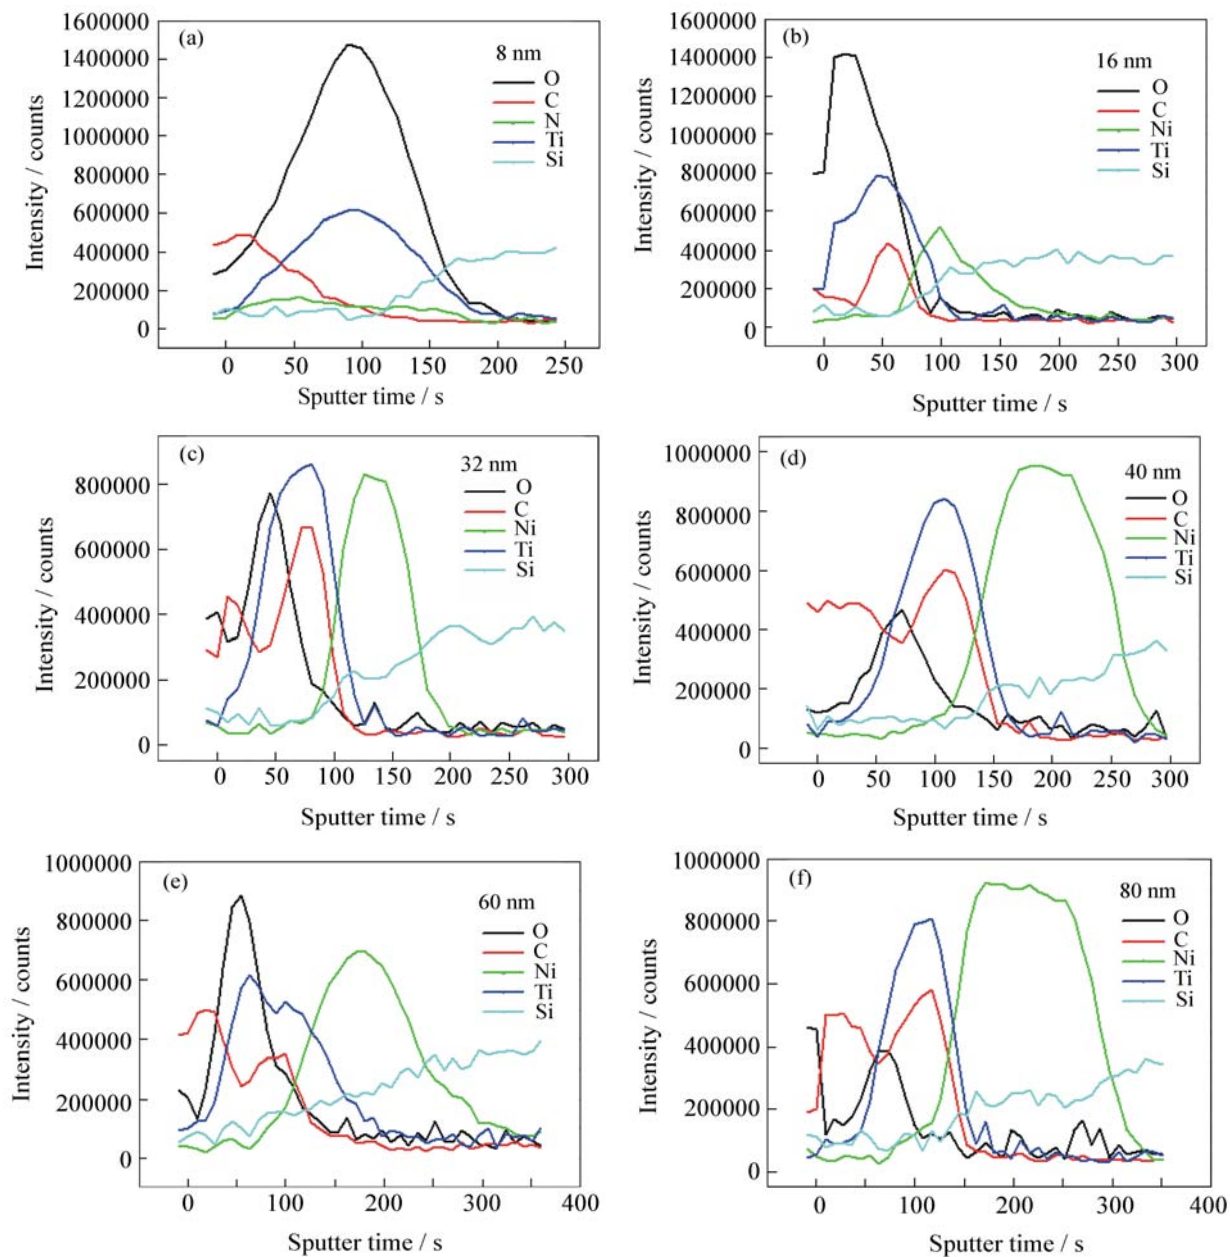 (a)
8 nm
O
C
N
Ti
Si
Intensity / counts
1600000
1400000
1200000
1000000
800000
600000
400000
200000
0
0 50 100 150 200 250
Sputter time / s
(b)
16 nm
O
C
Ni
Ti
Si
Intensity / counts
1600000
1400000
1200000
1000000
800000
600000
400000
200000
0
0 50 100 150 200 250 300
Sputter time / s
(c)
32 nm
O
C
Ni
Ti
Si
Intensity / counts
800000
600000
400000
200000
0
0 50 100 150 200 250 300
Sputter time / s
(d)
40 nm
O
C
Ni
Ti
Si
Intensity / counts
1000000
800000
600000
400000
200000
0
0 50 100 150 200 250 300
Sputter time / s
(e)
60 nm
O
C
Ni
Ti
Si
Intensity / counts
1000000
800000
600000
400000
200000
0
0 100 200 300 400
Sputter time / s
(f)
80 nm
O
C
Ni
Ti
Si
Intensity / counts
1000000
800000
600000
400000
200000
0
0 100 200 300 400
Sputter time / s